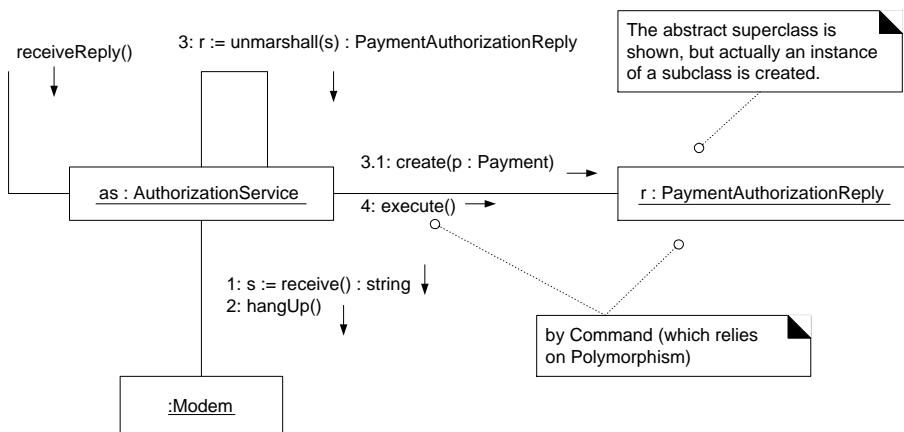 receiveReply()
3: r := unmarshall(s) : PaymentAuthorizationReply
The abstract superclass is
shown, but actually an instance
of a subclass is created.
3.1: create(p : Payment)
as : AuthorizationService
4: execute()
r : PaymentAuthorizationReply
1: s := receive() : string
2: hangUp()
by Command (which relies
on Polymorphism)
:Modem